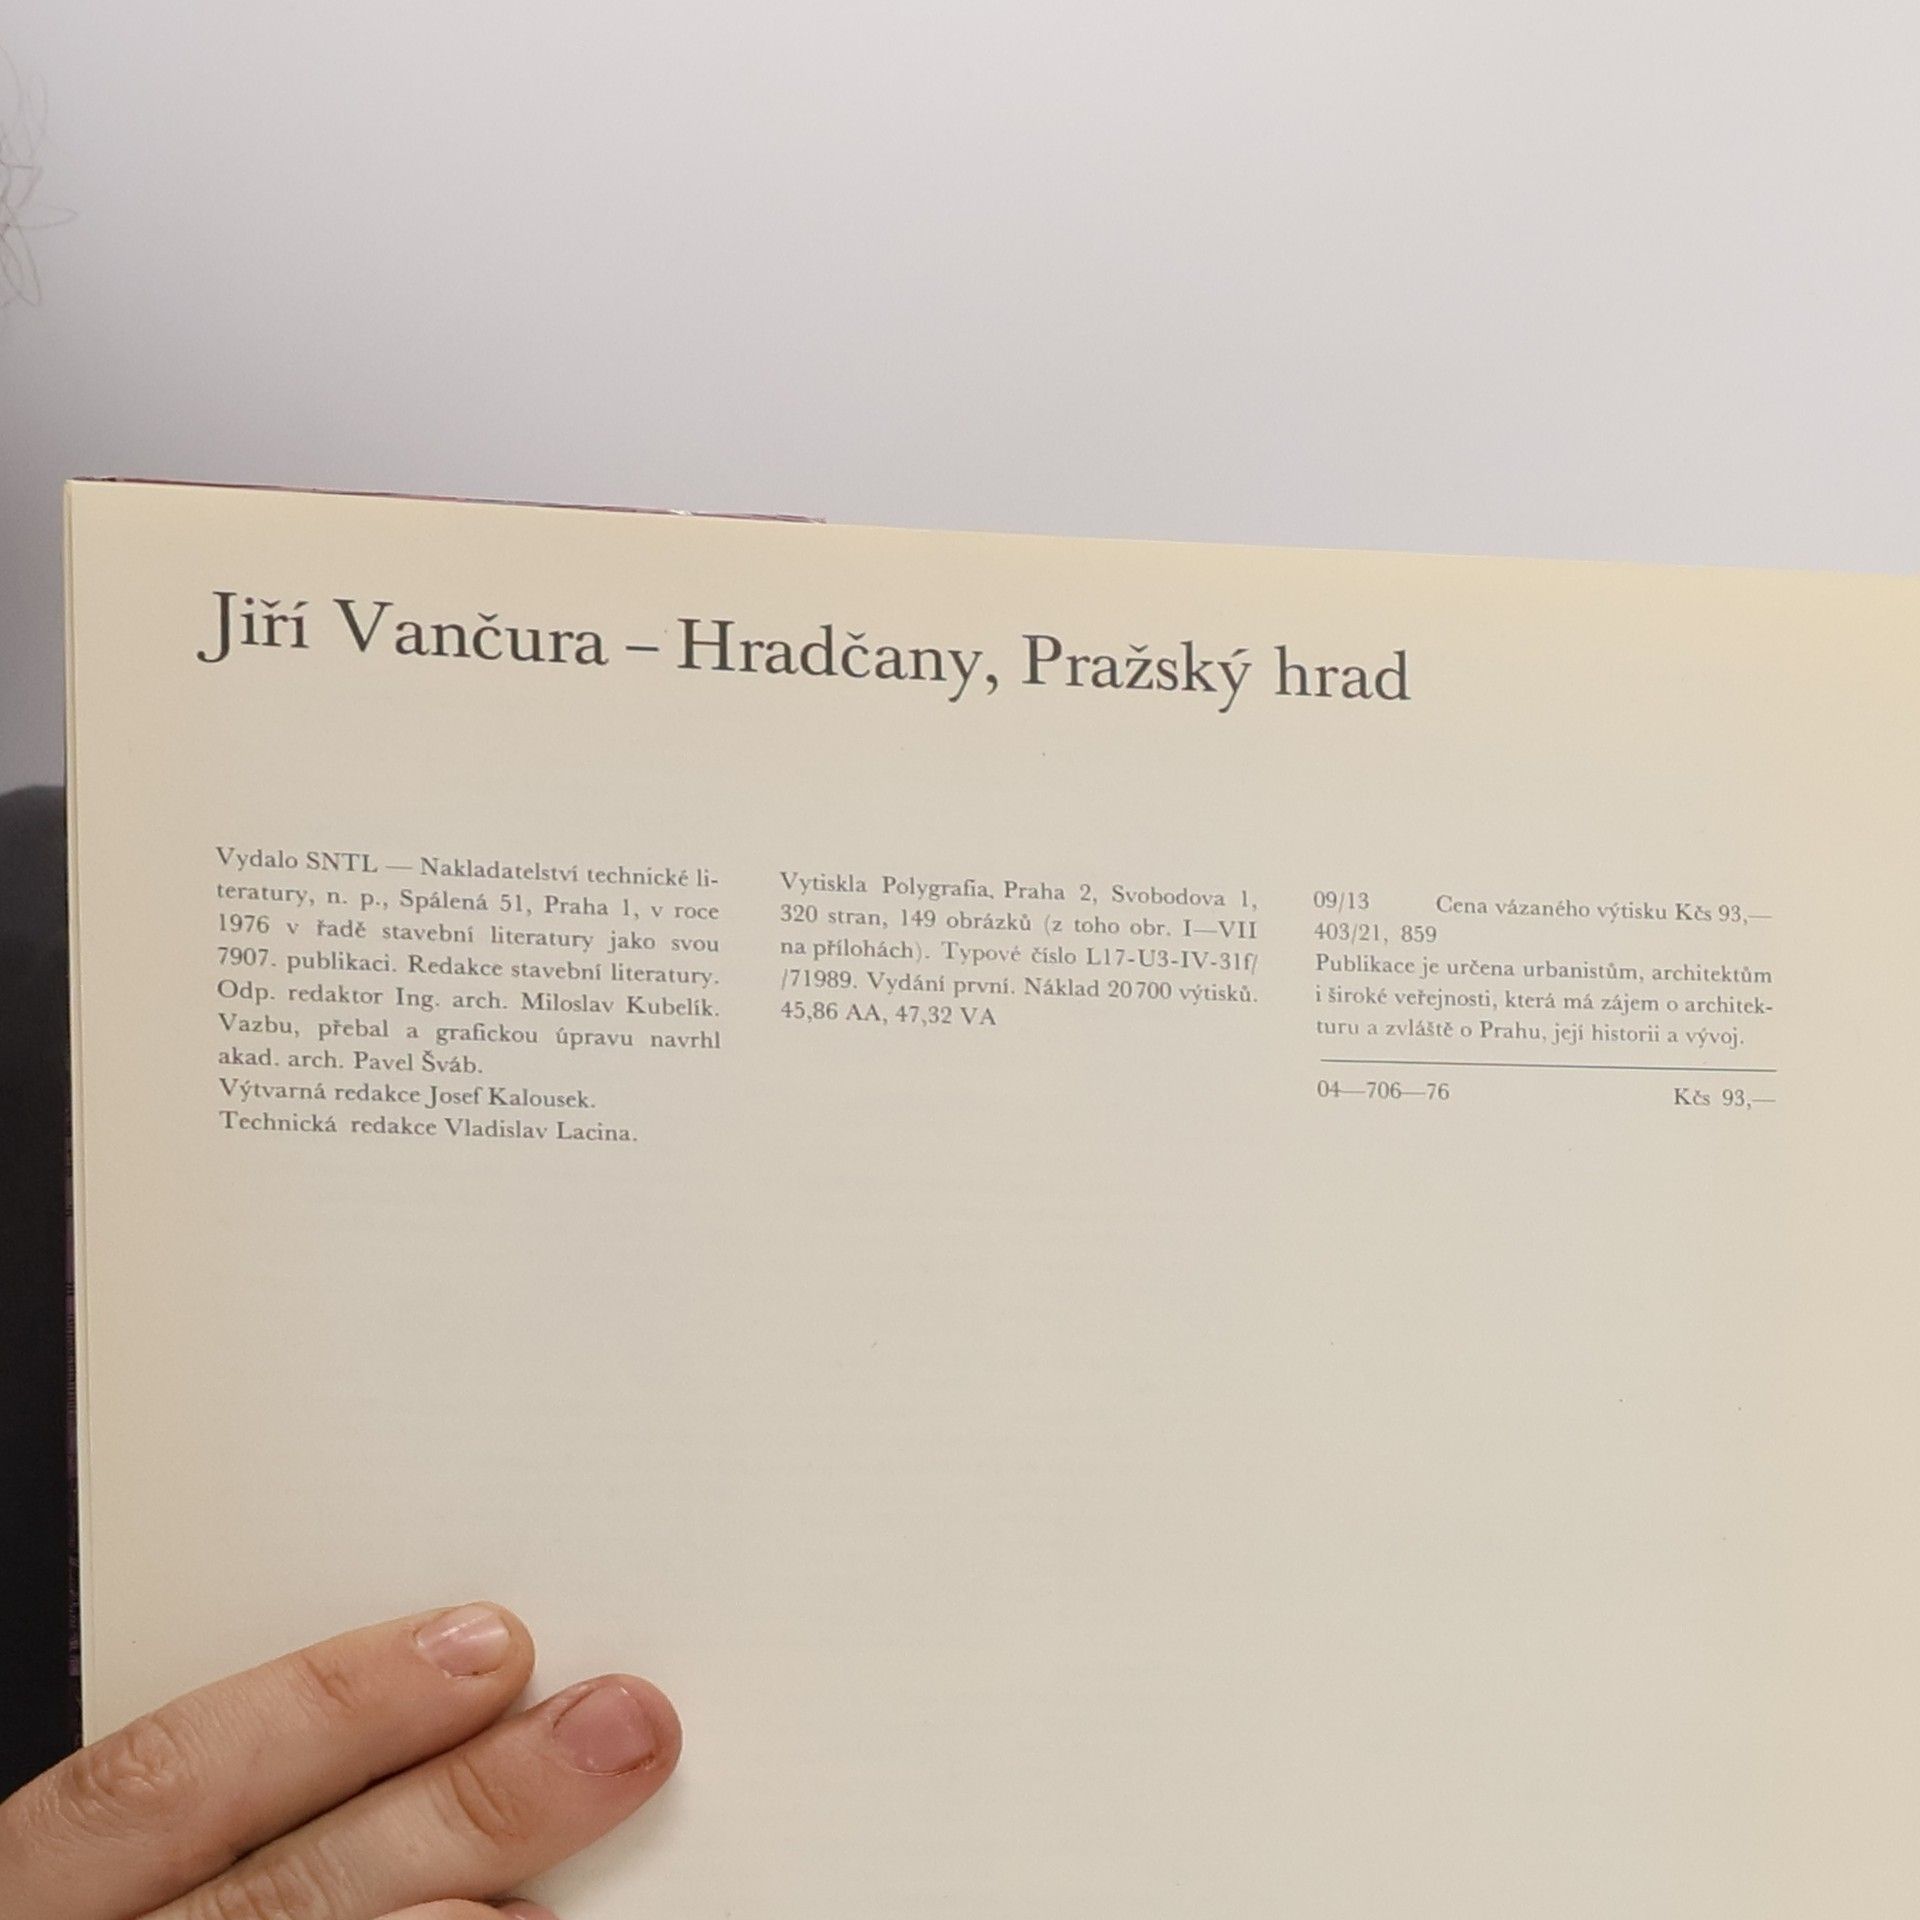 Jiří Vančura – Hradčany, Pražský hrad
Vydalo SNTL — Nakladatelství technické li-
teratury, n. p., Spálená 51, Praha 1, v roce
1976 v řadě stavební literatury jako svou
7907. publikaci. Redakce stavební literatury.
Odp. redaktor Ing. arch. Miloslav Kubelík.
Vazbu, přebal a grafickou úpravu navrhl
akad. arch. Pavel Šváb.
Výtvarná redakce Josef Kalousek.
Technická redakce Vladislav Lacina.
Vytiskla Polygrafia, Praha 2, Svobodova 1,
320 stran, 149 obrázků (z toho obr. I—VII
na přílohách). Typové číslo L17-U3-IV-31f/
/71989. Vydání první. Náklad 20 700 výtisků.
45,86 AA, 47,32 VA
09/13 Cena vázaného výtisku Kčs 93,—
403/21, 859
Publikace je určena urbanistům, architektům
i široké veřejnosti, která má zájem o architek-
turu a zvláště o Prahu, její historii a vývoj.
04—706—76 Kčs 93,—